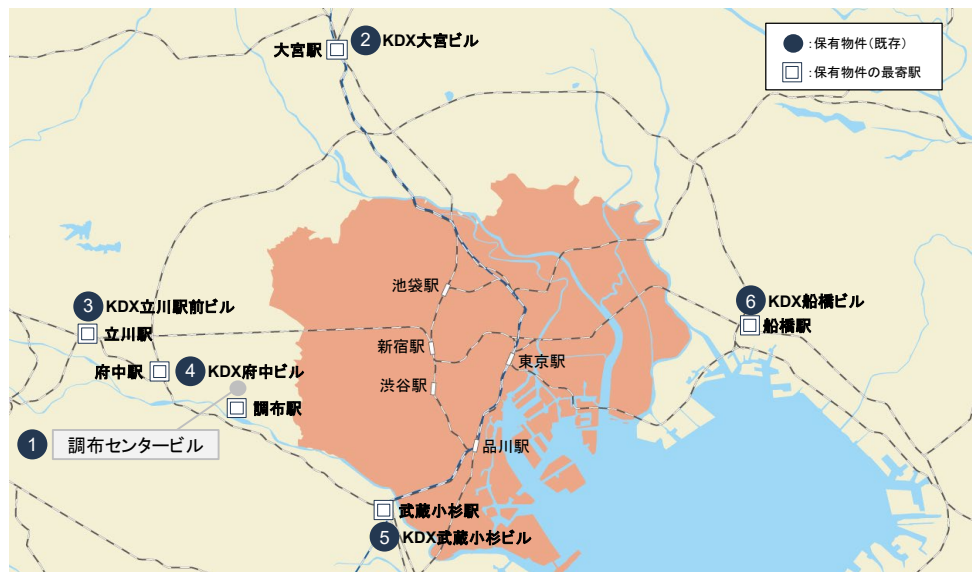 大宮駅
2 KDX大宮ビル
:保有物件(既存)
:保有物件の最寄駅
池袋駅
3 KDX立川駅前ビル
立川駅
6 KDX船橋ビル
船橋駅
新宿駅
東京駅
府中駅
4 KDX府中ビル
渋谷駅
調布駅
1 調布センタービル
品川駅
武蔵小杉駅
5 KDX武蔵小杉ビル